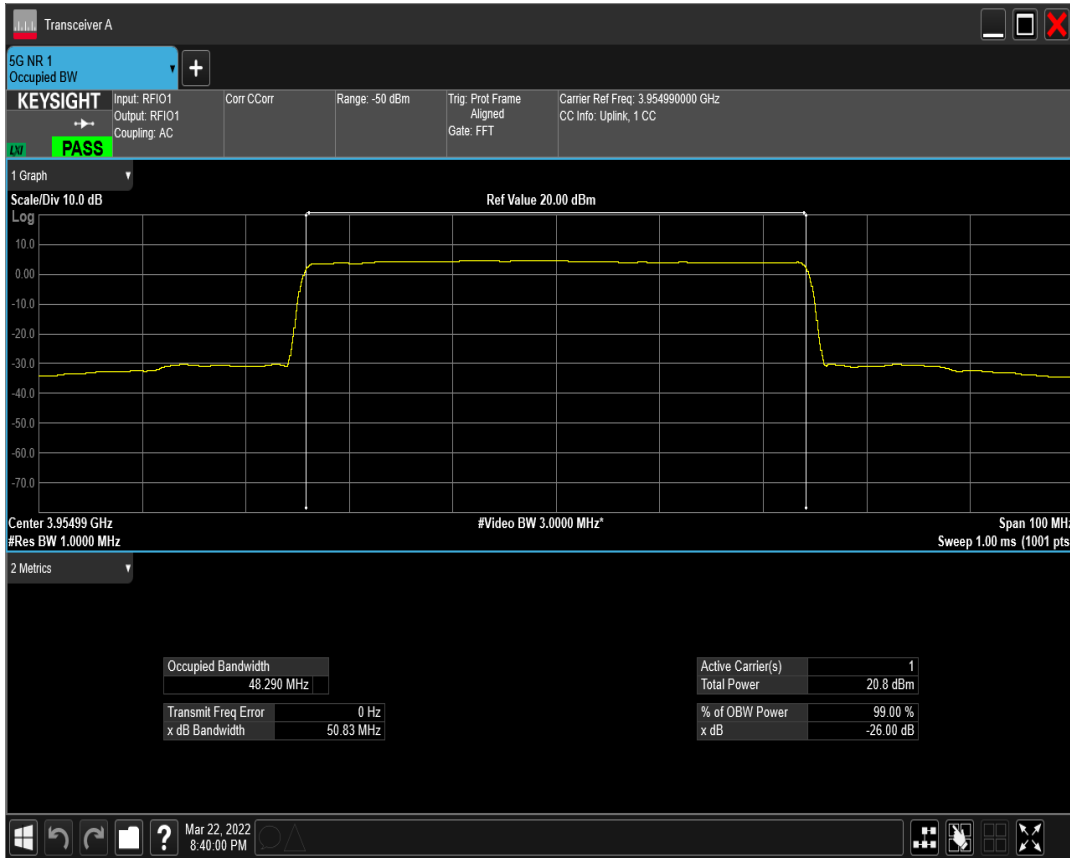 Transceiver A
5G NR 1
Occupied BW
+
KEYSIGHT
LXI
PASS
Input: RFIO1
Output: RFIO1
Coupling: AC
Corr CCorr
Range: -50 dBm
Trig: Prot Frame
Aligned
Gate: FFT
Carrier Ref Freq: 3.954990000 GHz
CC Info: Uplink, 1 CC
1 Graph
Scale/Div 10.0 dB
Ref Value 20.00 dBm
Log
10.0
0.00
-10.0
-20.0
-30.0
-40.0
-50.0
-60.0
-70.0
Center 3.95499 GHz
#Video BW 3.0000 MHz*
Span 100 MHz
#Res BW 1.0000 MHz
Sweep 1.00 ms (1001 pts
2 Metrics
Occupied Bandwidth
48.290 MHz
Transmit Freq Error 0 Hz
x dB Bandwidth 50.83 MHz
Active Carrier(s) 1
Total Power 20.8 dBm
% of OBW Power 99.00 %
x dB -26.00 dB
?
Mar 22, 2022
8:40:00 PM